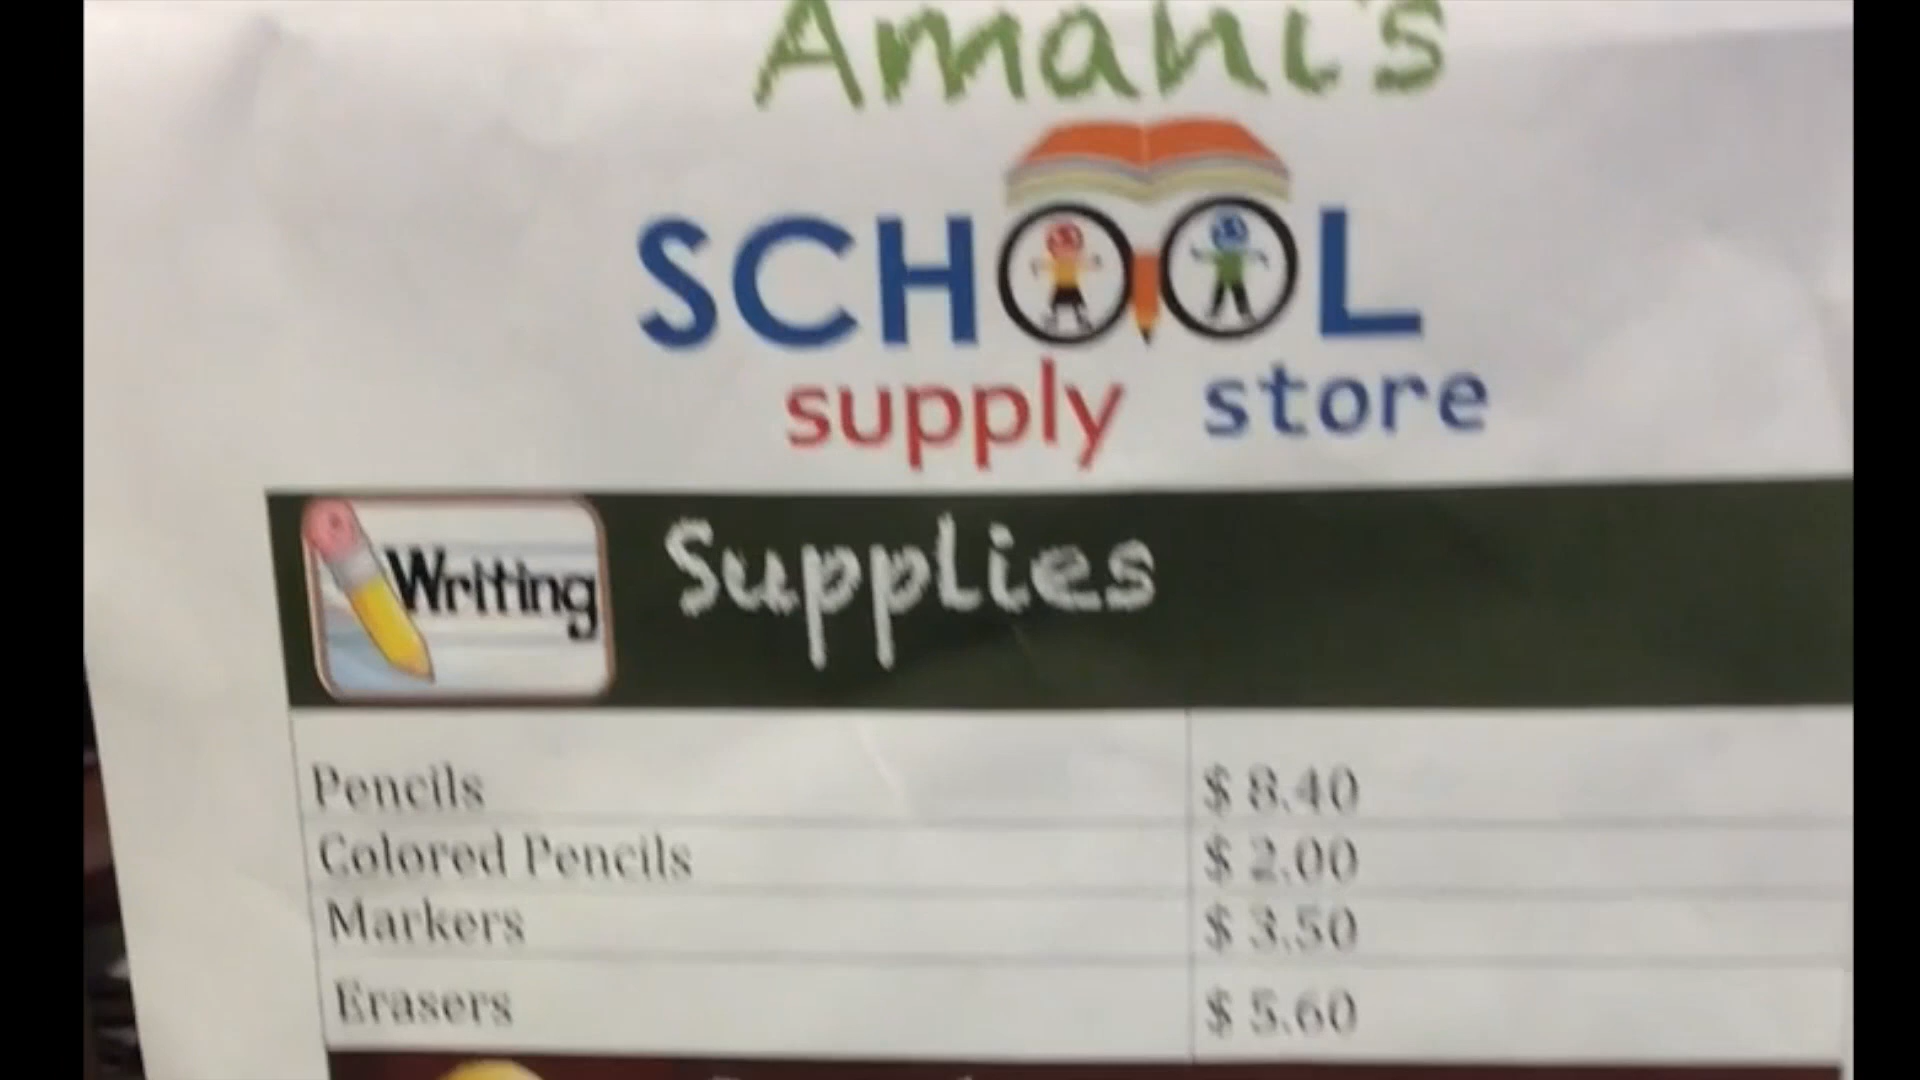 Amani's
SCHOOL
supply store
Writing Supplies
Pencils $ 8.40
Colored Pencils $ 2.00
Markers $ 3.50
Erasers $ 5.60